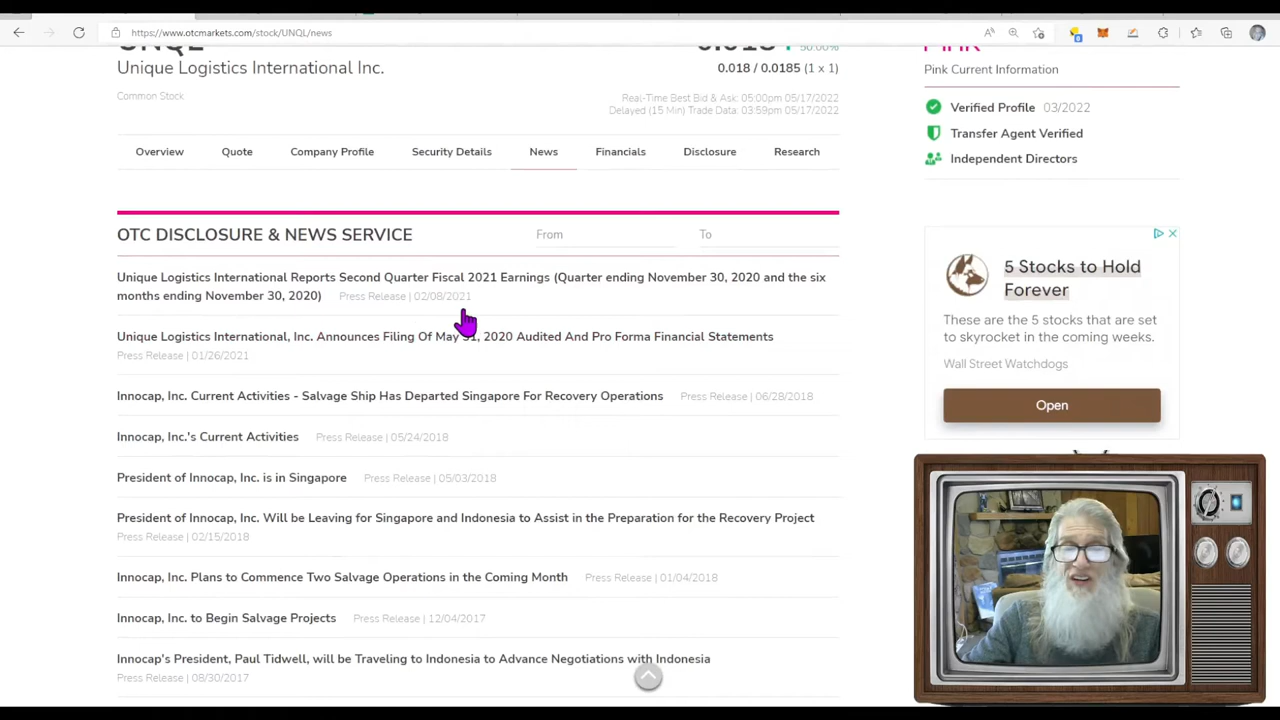 https://www.otcmarkets.com/stock/UNQL/news
UNQL
0.018 50.00%
PINK
Unique Logistics International Inc.
0.018 / 0.0185 (1 x 1)
Pink Current Information
Common Stock
Real-Time Best Bid & Ask: 05:00pm 05/17/2022
Delayed (15 Min) Trade Data: 03:59pm 05/17/2022
Verified Profile 03/2022
Transfer Agent Verified
Independent Directors
Overview Quote Company Profile Security Details News Financials Disclosure Research
OTC DISCLOSURE & NEWS SERVICE From To
Unique Logistics International Reports Second Quarter Fiscal 2021 Earnings (Quarter ending November 30, 2020 and the six
months ending November 30, 2020) Press Release | 02/08/2021
Unique Logistics International, Inc. Announces Filing Of May 31, 2020 Audited And Pro Forma Financial Statements
Press Release | 01/26/2021
Innocap, Inc. Current Activities - Salvage Ship Has Departed Singapore For Recovery Operations Press Release | 06/28/2018
Innocap, Inc.'s Current Activities Press Release | 05/24/2018
President of Innocap, Inc. is in Singapore Press Release | 05/03/2018
President of Innocap, Inc. Will be Leaving for Singapore and Indonesia to Assist in the Preparation for the Recovery Project
Press Release | 02/15/2018
Innocap, Inc. Plans to Commence Two Salvage Operations in the Coming Month Press Release | 01/04/2018
Innocap, Inc. to Begin Salvage Projects Press Release | 12/04/2017
Innocap's President, Paul Tidwell, will be Traveling to Indonesia to Advance Negotiations with Indonesia
Press Release | 08/30/2017
5 Stocks to Hold
Forever
These are the 5 stocks that are set
to skyrocket in the coming weeks.
Wall Street Watchdogs
Open